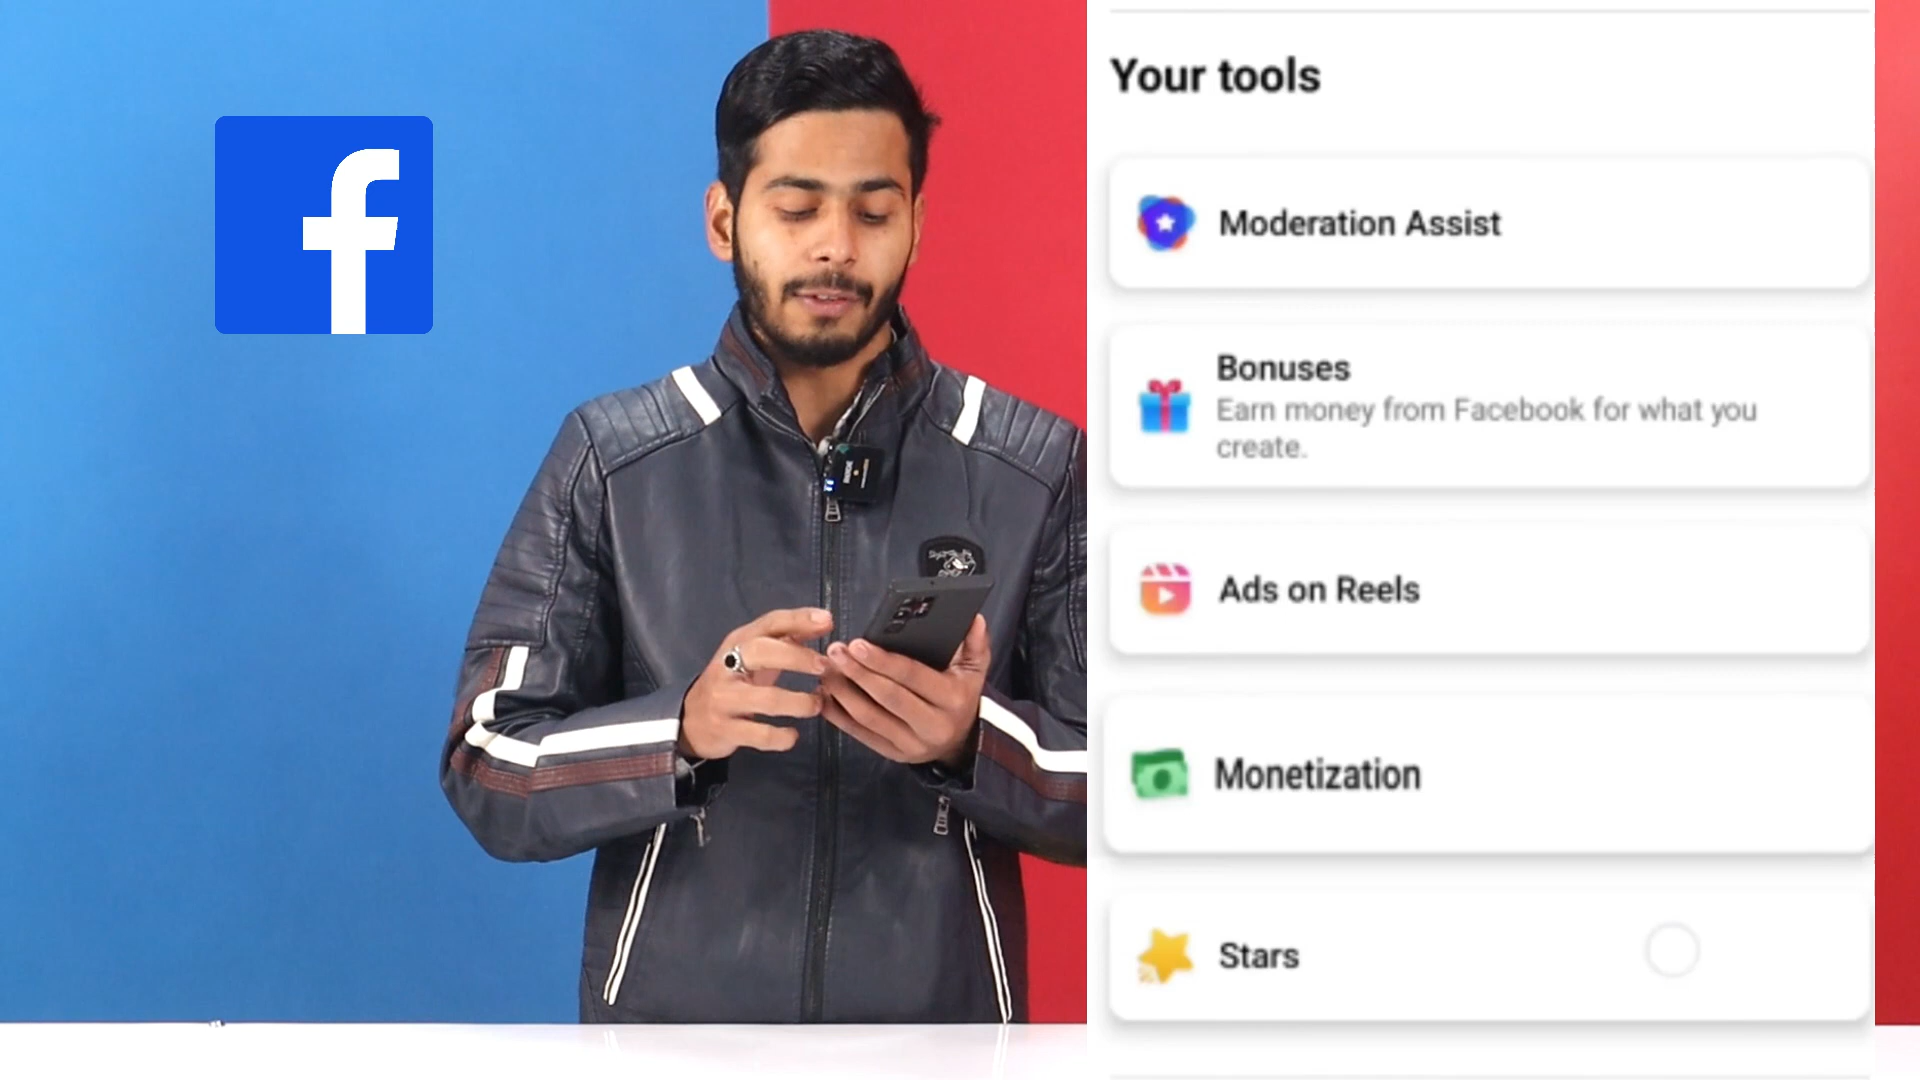 Your tools
Moderation Assist
Bonuses
Earn money from Facebook for what you
create.
Ads on Reels
Monetization
Stars